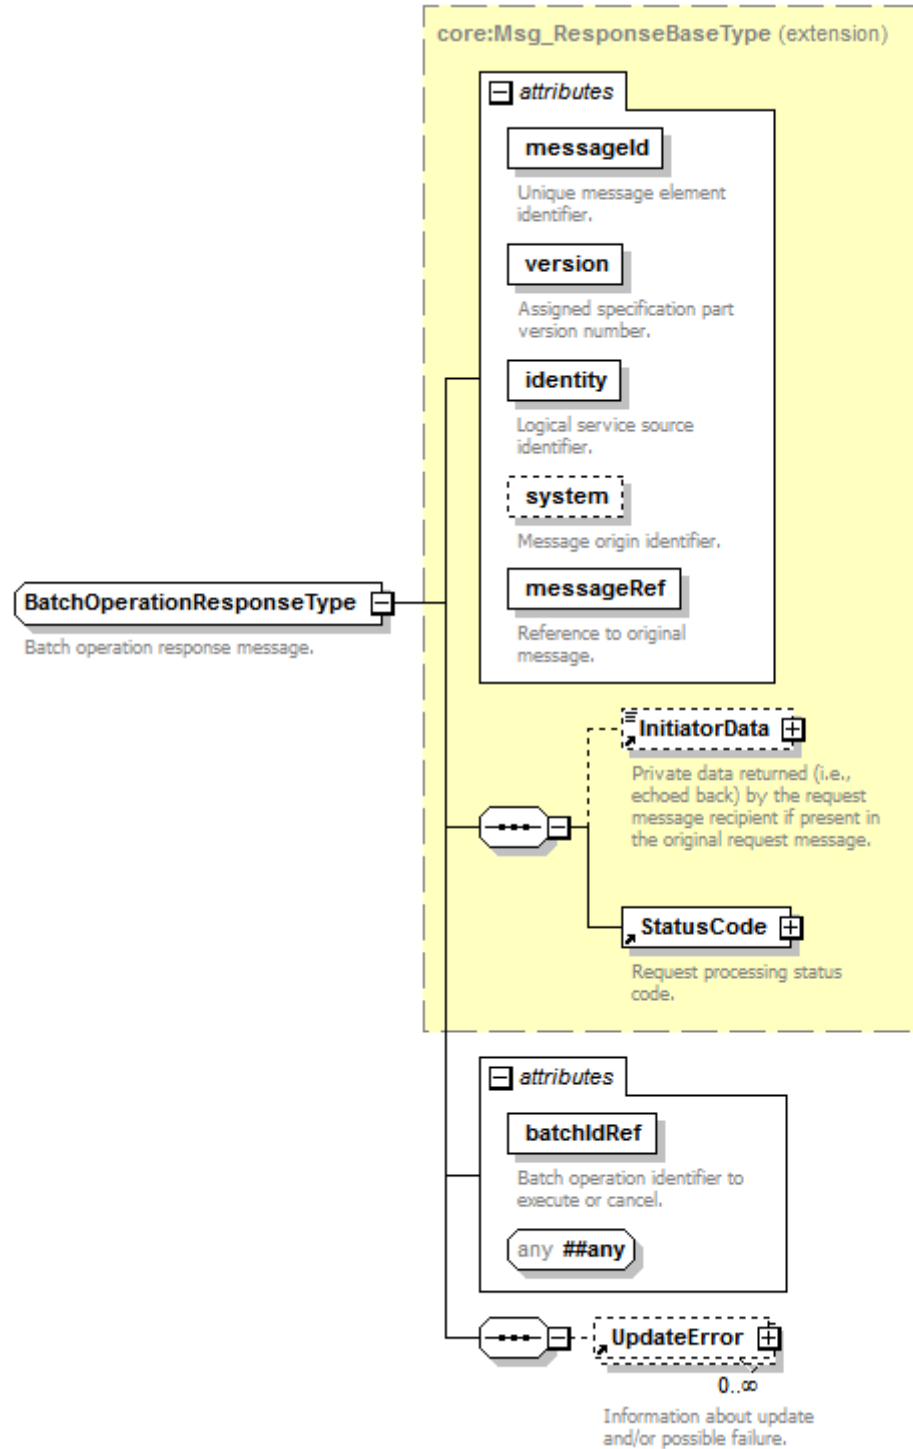 core:Msg_ResponseBaseType (extension)
attributes
messageId
Unique message element
identifier.
version
Assigned specification part
version number.
identity
Logical service source
identifier.
system
Message origin identifier.
messageRef
Reference to original
message.
BatchOperationResponseType
Batch operation response message.
InitiatorData
Private data returned (i.e.,
echoed back) by the request
message recipient if present in
the original request message.
StatusCode
Request processing status
code.
attributes
batchIdRef
Batch operation identifier to
execute or cancel.
any ##any
UpdateError
0..∞
Information about update
and/or possible failure.